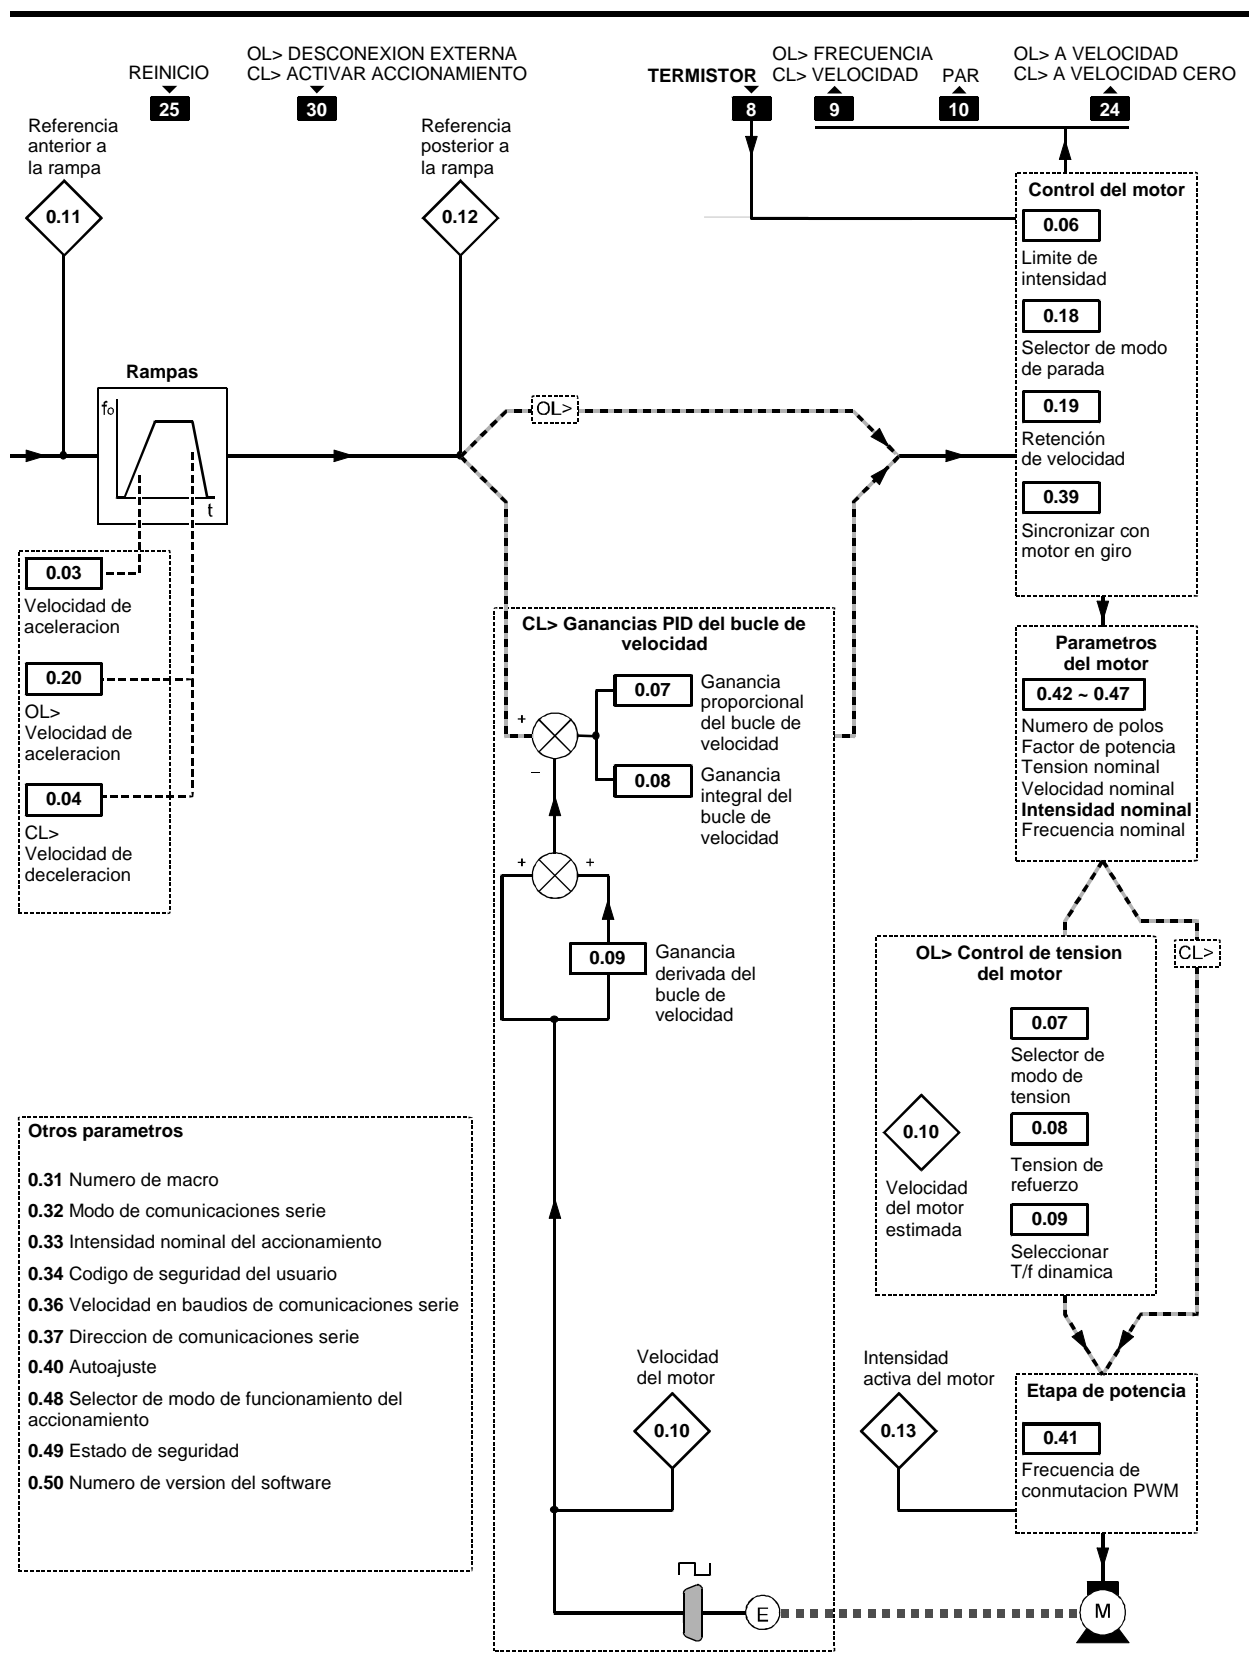 REINICIO
25
OL> DESCONEXION EXTERNA
CL> ACTIVAR ACCIONAMIENTO
30
TERMISTOR
8
OL> FRECUENCIA
CL> VELOCIDAD
9
PAR
10
OL> A VELOCIDAD
CL> A VELOCIDAD CERO
24
Referencia
anterior a
la rampa
0.11
Referencia
posterior a
la rampa
0.12
Rampas
fo
t
OL>
0.03
Velocidad de
aceleracion
0.20
OL>
Velocidad de
aceleracion
0.04
CL>
Velocidad de
deceleracion
Control del motor
0.06
Limite de
intensidad
0.18
Selector de modo
de parada
0.19
Retención
de velocidad
0.39
Sincronizar con
motor en giro
CL> Ganancias PID del bucle de
velocidad
+
–
0.07
Ganancia
proporcional
del bucle de
velocidad
0.08
Ganancia
integral del
bucle de
velocidad
+
+
0.09
Ganancia
derivada del
bucle de
velocidad
Parametros
del motor
0.42 ~ 0.47
Numero de polos
Factor de potencia
Tension nominal
Velocidad nominal
Intensidad nominal
Frecuencia nominal
CL>
OL> Control de tension
del motor
0.07
Selector de
modo de
tension
0.08
Tension de
refuerzo
0.09
Seleccionar
T/f dinamica
0.10
Velocidad
del motor
estimada
Otros parametros
0.31 Numero de macro
0.32 Modo de comunicaciones serie
0.33 Intensidad nominal del accionamiento
0.34 Codigo de seguridad del usuario
0.36 Velocidad en baudios de comunicaciones serie
0.37 Direccion de comunicaciones serie
0.40 Autoajuste
0.48 Selector de modo de funcionamiento del
accionamiento
0.49 Estado de seguridad
0.50 Numero de version del software
Velocidad
del motor
0.10
Intensidad
activa del motor
0.13
Etapa de potencia
0.41
Frecuencia de
conmutacion PWM
E
M